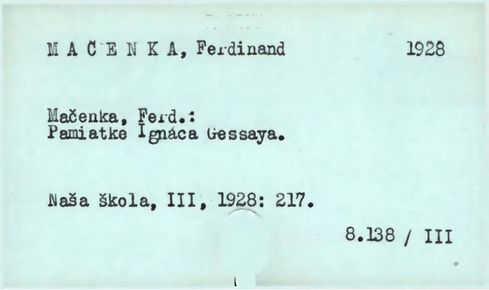 M A Č E N K A, Ferdinand 1928
Mačenka, Ferd.:
Pamiatke Ignáca Gessaya.
Naša škola, III, 1928: 217.
8.138 / III